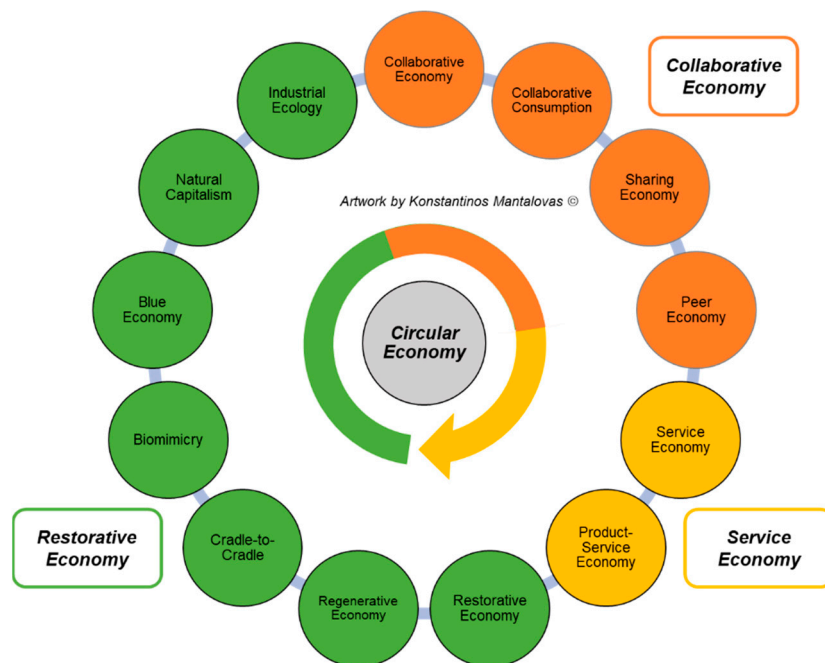 Collaborative
Economy
Collaborative
Consumption
Collaborative
Economy
Industrial
Ecology
Sharing
Economy
Natural
Capitalism
Artwork by Konstantinos Mantalovas ©
Peer
Economy
Blue
Economy
Circular
Economy
Service
Economy
Biomimicry
Product-
Service
Economy
Service
Economy
Restorative
Economy
Cradle-to-
Cradle
Regenerative
Economy
Restorative
Economy